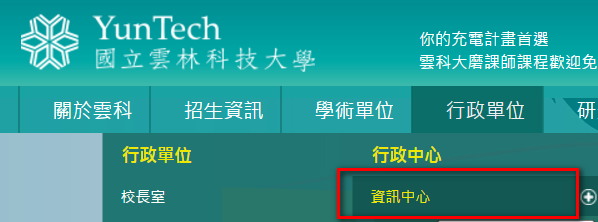 YunTech
國立雲林科技大學
你的充電計畫首選
雲科大磨課師課程歡迎免
關於雲科 招生資訊 學術單位 行政單位 研
行政單位 行政中心
校長室 資訊中心